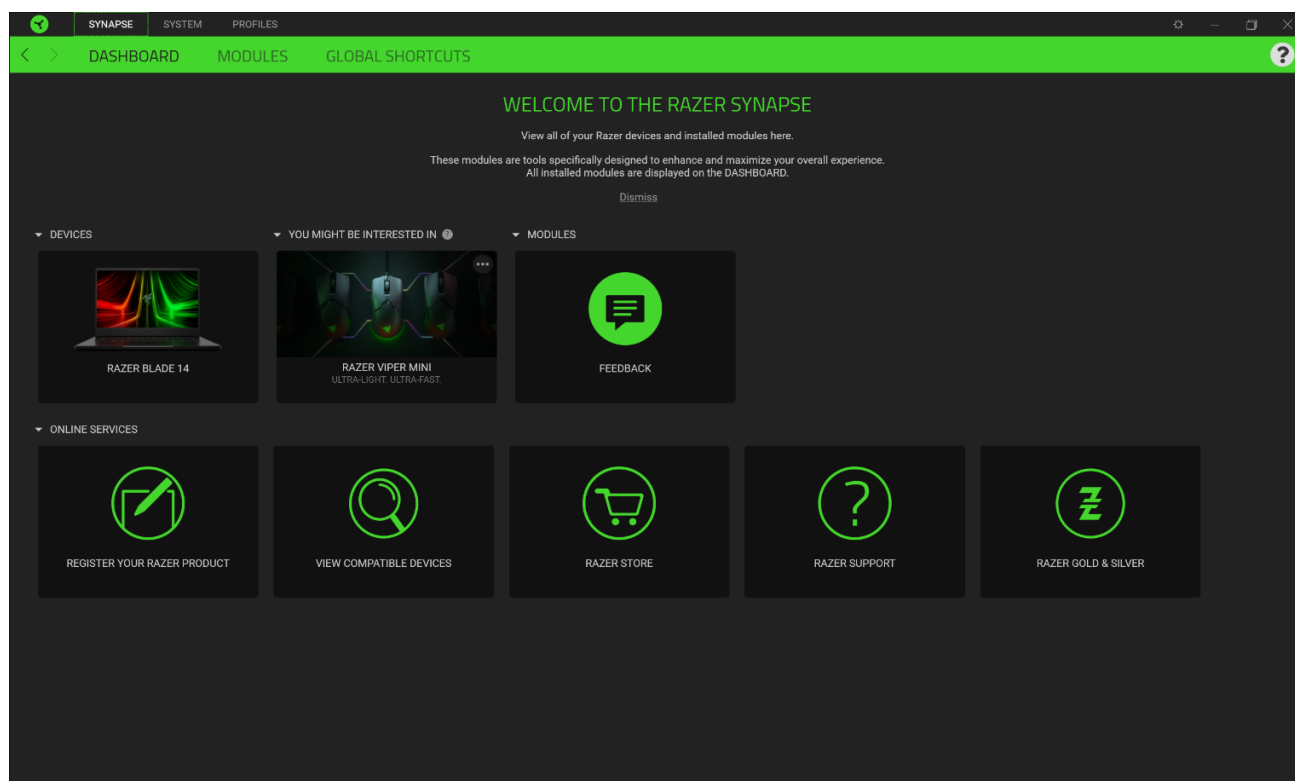 SYNAPSE SYSTEM PROFILES
DASHBOARD MODULES GLOBAL SHORTCUTS ?
WELCOME TO THE RAZER SYNAPSE
View all of your Razer devices and installed modules here.
These modules are tools specifically designed to enhance and maximize your overall experience.
All installed modules are displayed on the DASHBOARD.
Dismiss
DEVICES
YOU MIGHT BE INTERESTED IN ?
MODULES
RAZER BLADE 14
RAZER VIPER MINI
ULTRA-LIGHT. ULTRA-FAST.
FEEDBACK
ONLINE SERVICES
REGISTER YOUR RAZER PRODUCT
VIEW COMPATIBLE DEVICES
RAZER STORE
RAZER SUPPORT
RAZER GOLD & SILVER